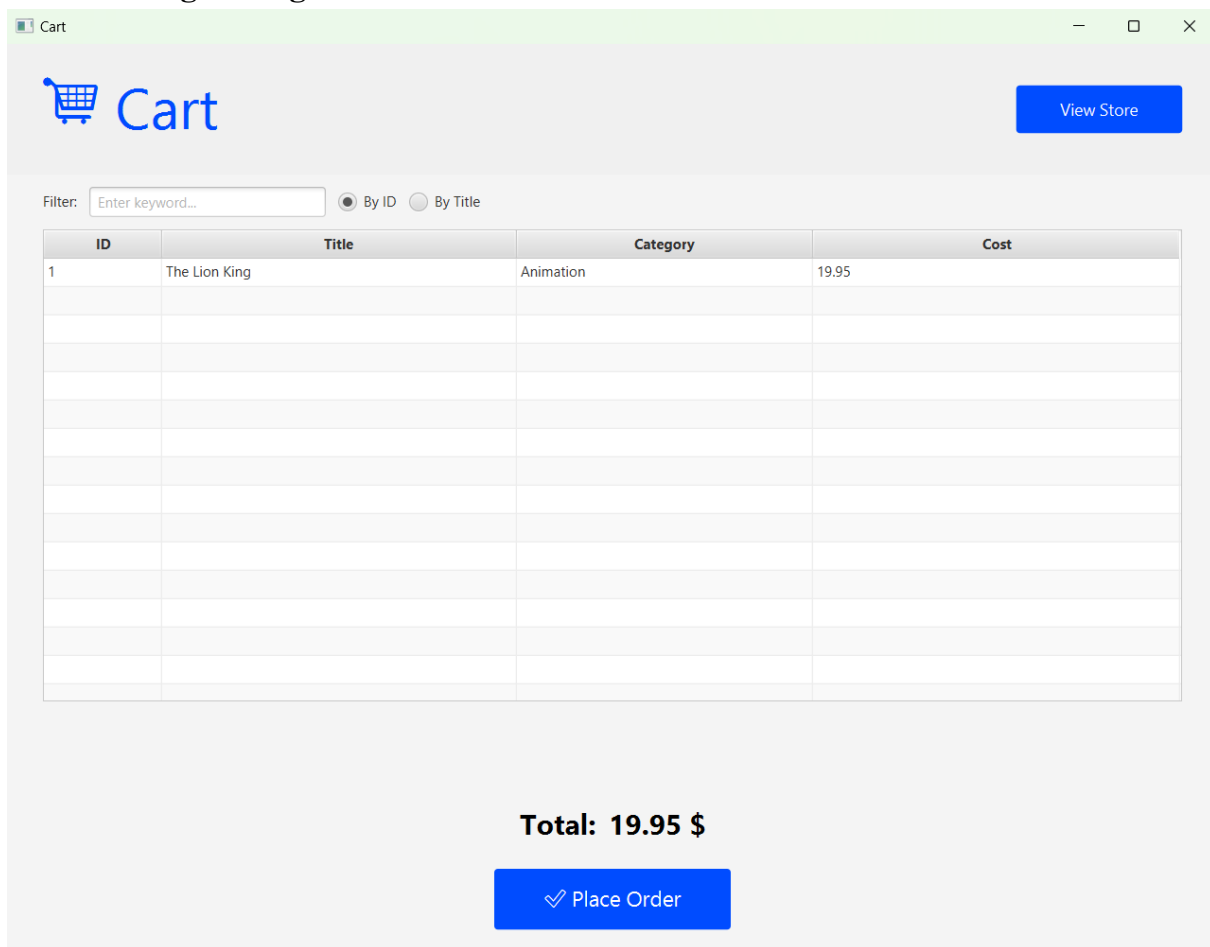 Cart
Cart
View Store
Filter: Enter keyword... By ID By Title
ID Title Category Cost
1 The Lion King Animation 19.95
Total: 19.95 $
Place Order